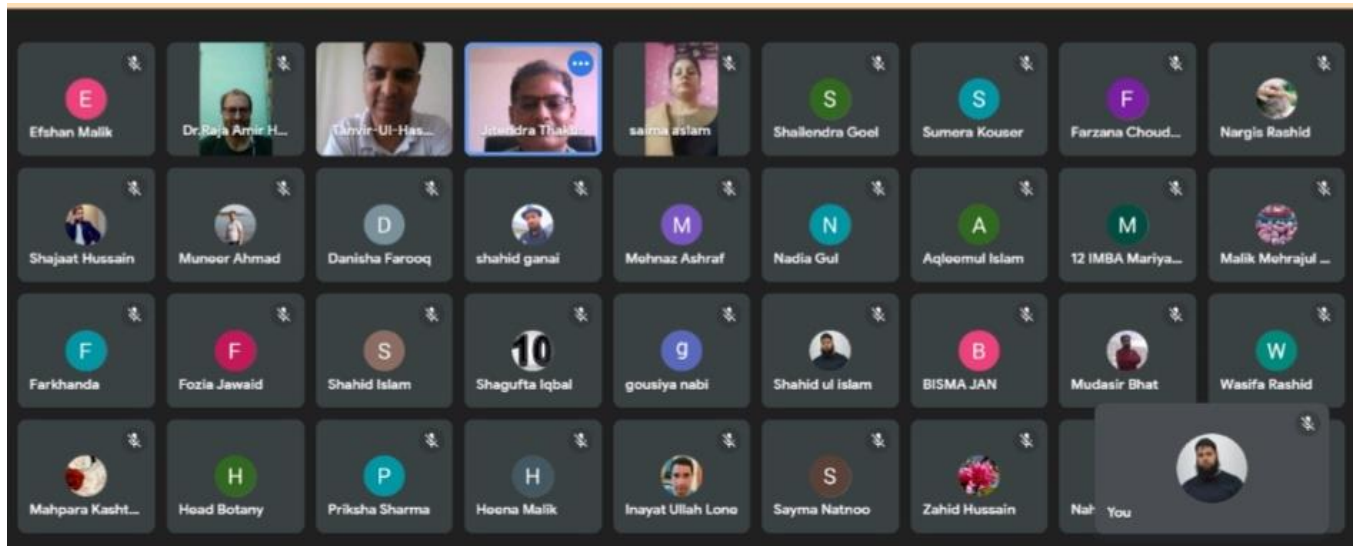 E
Efshan Malik
Dr.Raja Amir H...
Tanvir-Ul-Has...
Jitendra Thak...
saima aslam
S
Shailendra Goel
S
Sumera Kouser
F
Farzana Choud...
Nargis Rashid
Shajaat Hussain
Muneer Ahmad
D
Danisha Farooq
shahid ganai
M
Mehnaz Ashraf
N
Nadia Gul
A
Aqleemul Islam
M
12 IMBA Mariya...
Malik Mehrajul ...
F
Farkhanda
F
Fozia Jawaid
S
Shahid Islam
10
Shagufta Iqbal
g
gousiya nabi
Shahid ul islam
B
BISMA JAN
Mudasir Bhat
W
Wasifa Rashid
Mahpara Kasht...
H
Head Botany
P
Priksha Sharma
H
Heena Malik
Inayat Ullah Lone
S
Sayma Natnoo
Zahid Hussain
You